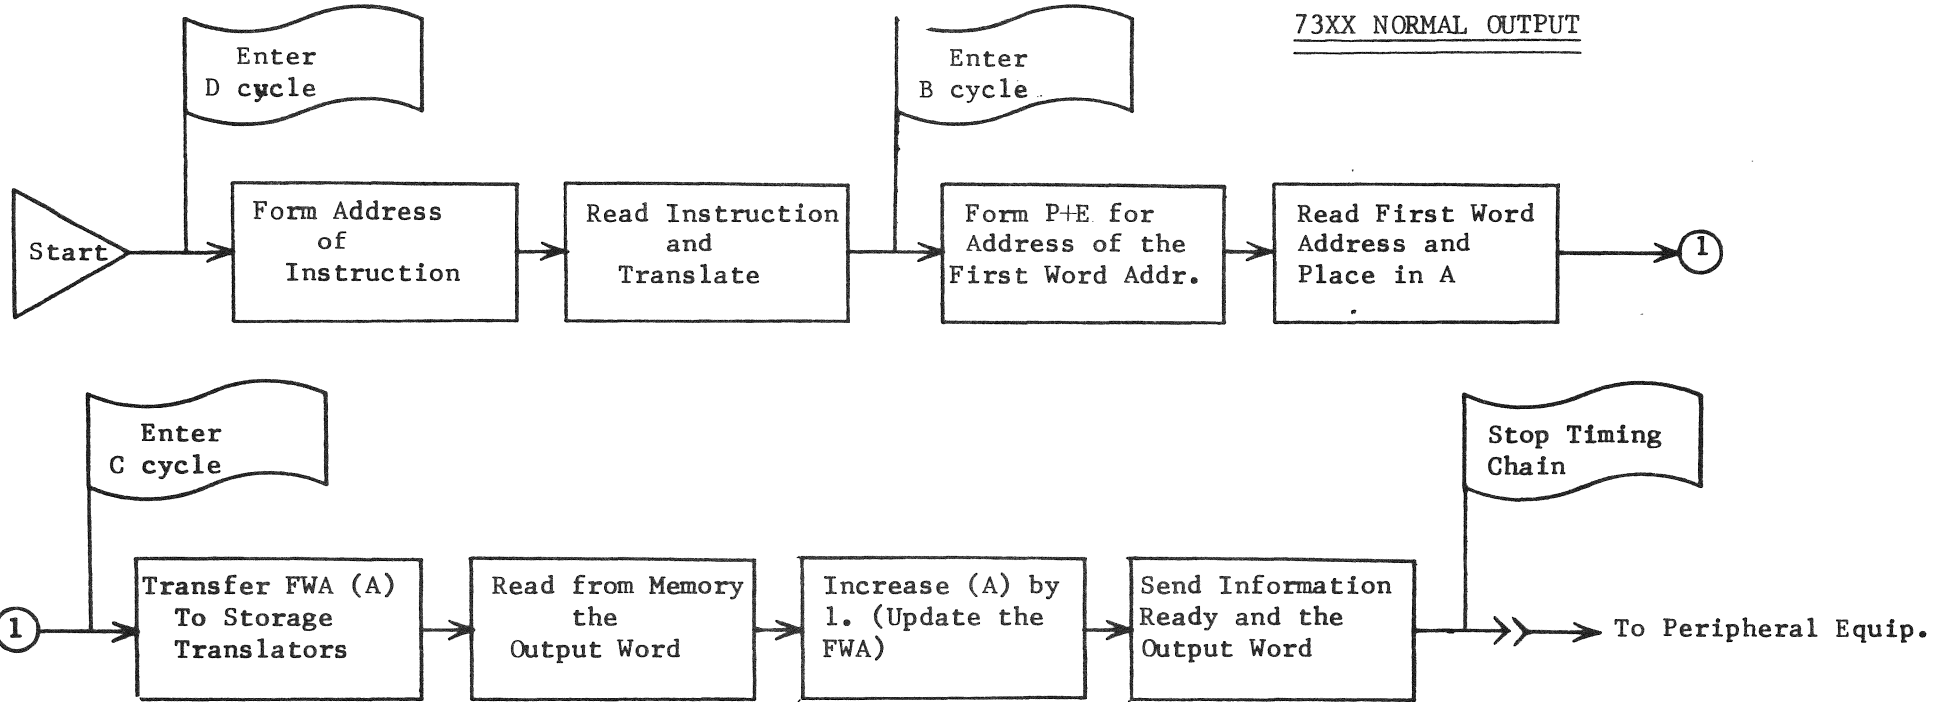 73XX NORMAL OUTPUT
Enter
D cycle
Enter
B cycle
Start
Form Address
of
Instruction
Read Instruction
and
Translate
Form P+E for
Address of the
First Word Addr.
Read First Word
Address and
Place in A
1
Enter
C cycle
Stop Timing
Chain
1
Transfer FWA (A)
To Storage
Translators
Read from Memory
the
Output Word
Increase (A) by
1. (Update the
FWA)
Send Information
Ready and the
Output Word
To Peripheral Equip.